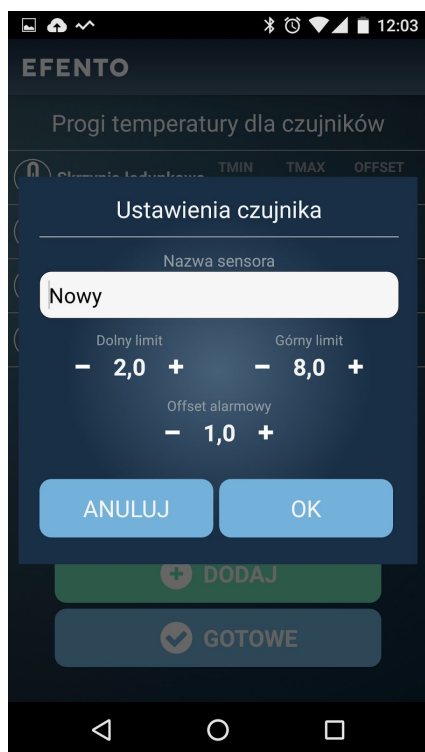 12:03
EFENTO
Progi temperatury dla czujników
TMIN TMAX OFFSET
Ustawienia czujnika
Nazwa sensora
Nowy
Dolny limit Górny limit
− 2,0 + − 8,0 +
Offset alarmowy
− 1,0 +
ANULUJ OK
DODAJ
GOTOWE